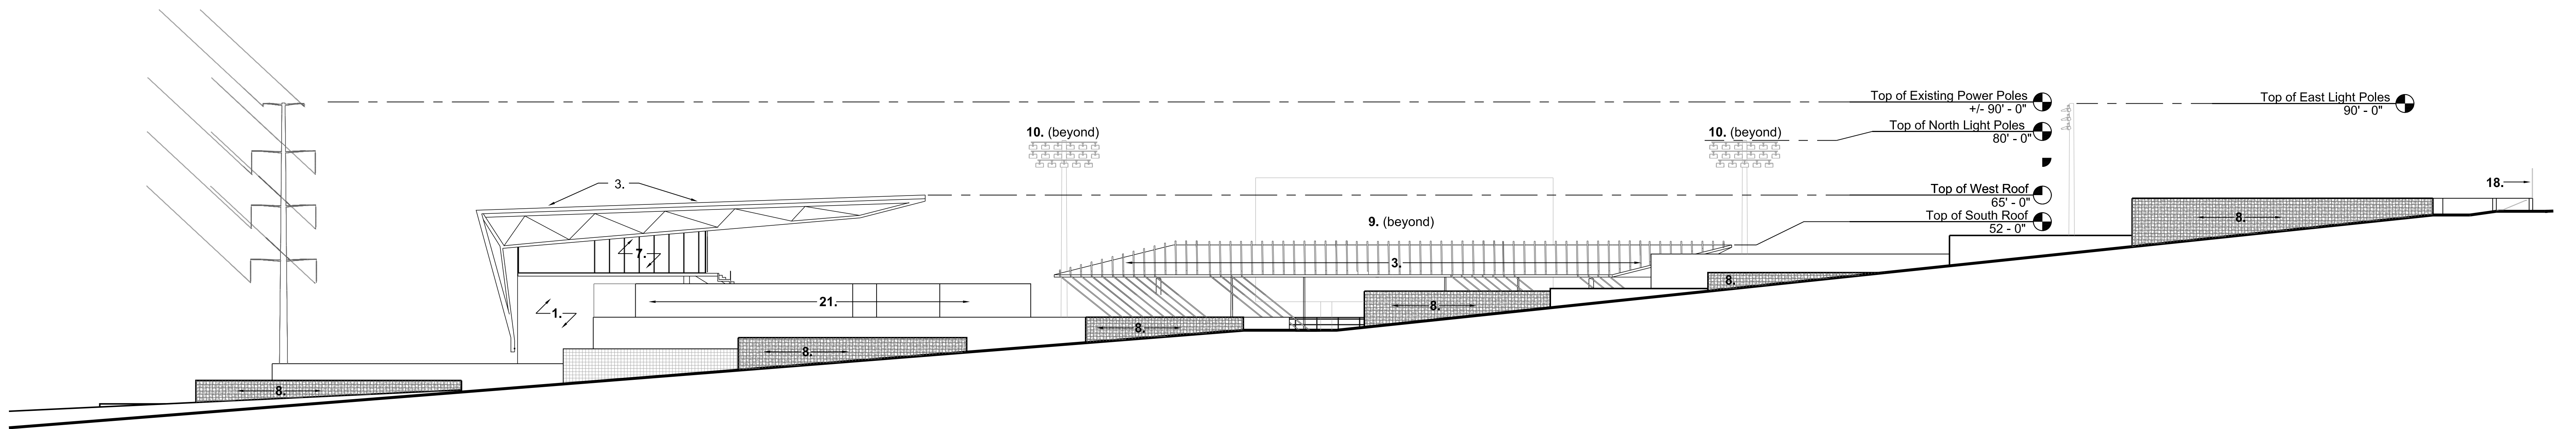 Top of Existing Power Poles
+/- 90' - 0"
Top of East Light Poles
90' - 0"
10. (beyond)
10. (beyond)
Top of North Light Poles
80' - 0"
3.
18.
Top of West Roof
65' - 0"
9. (beyond)
Top of South Roof
52' - 0"
8.
7.
3.
8.
21.
8.
1.
8.
8.
8.